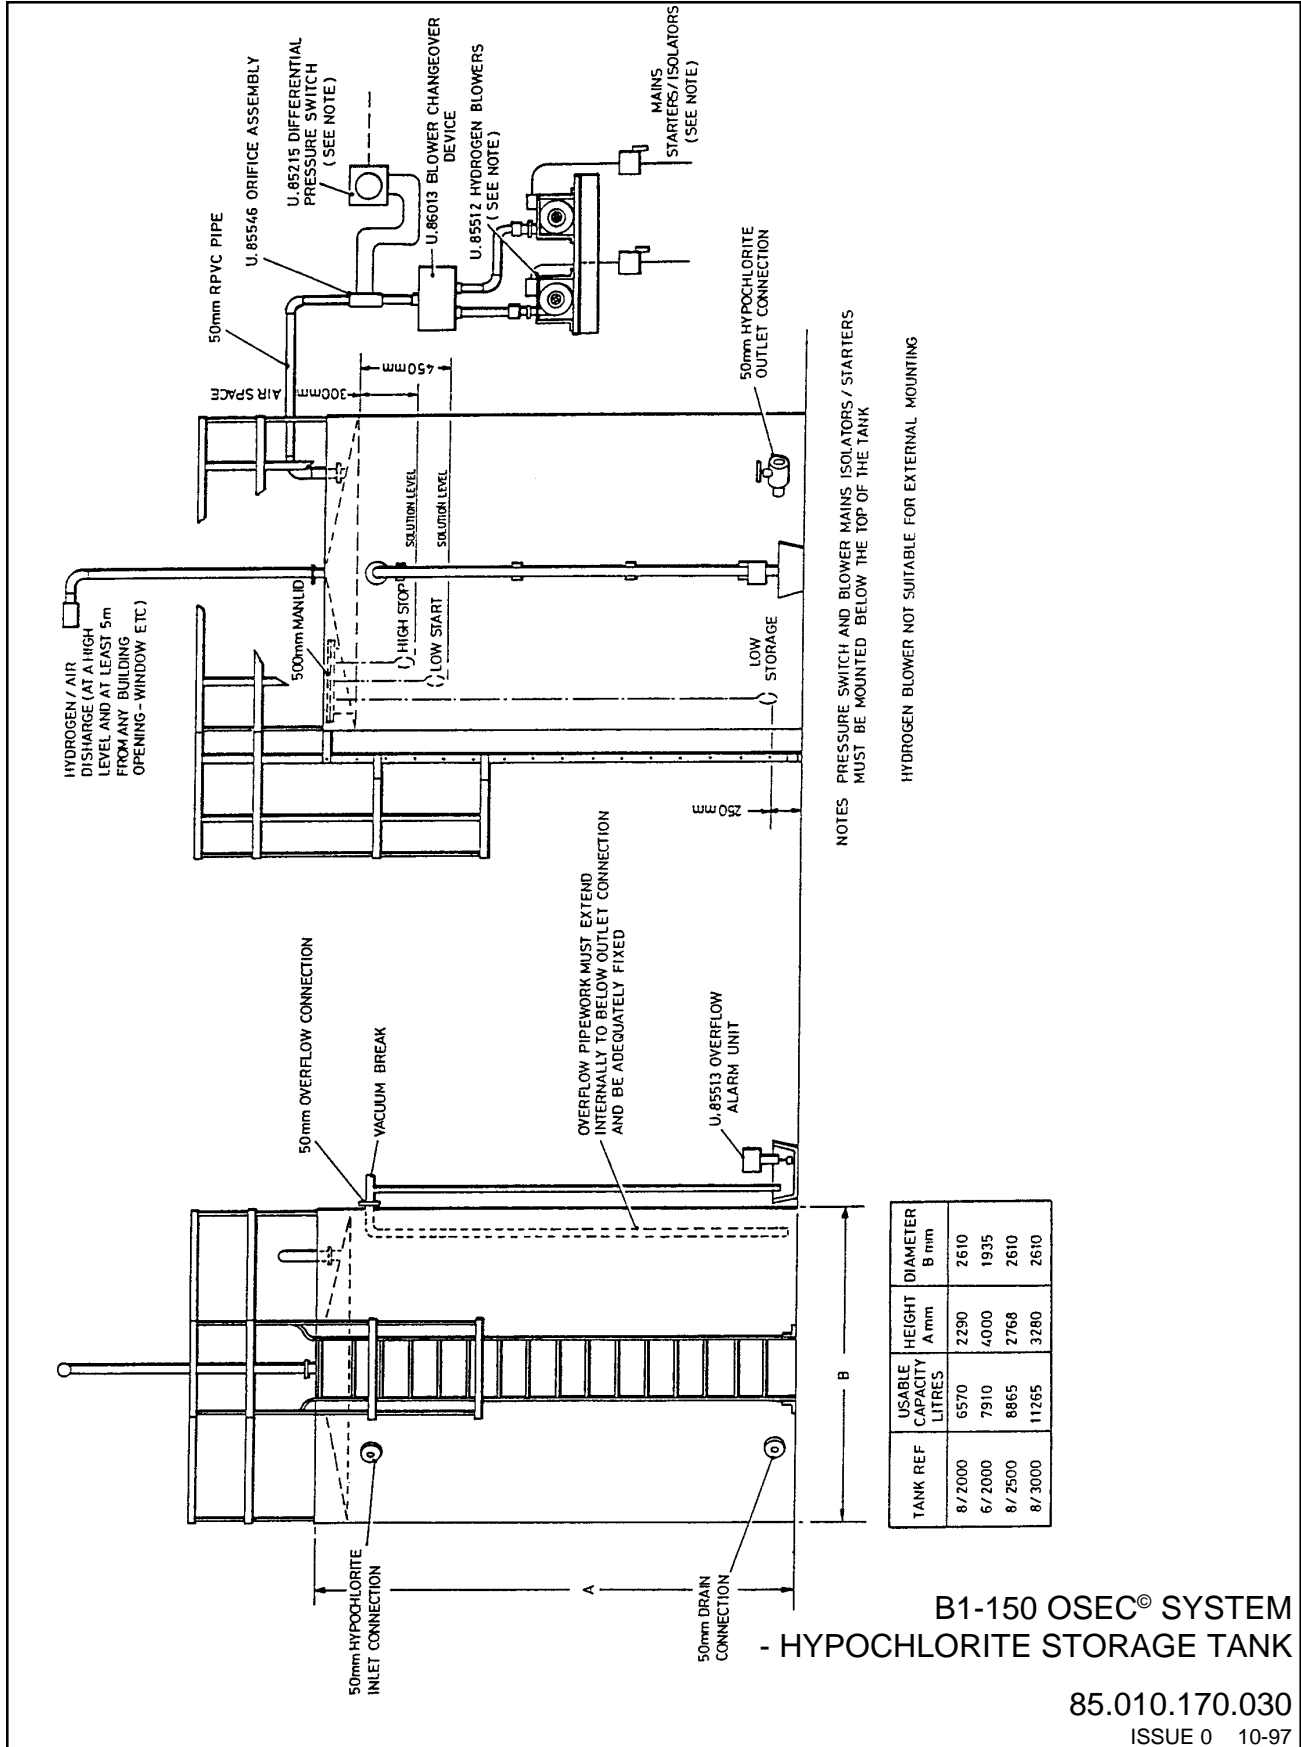 HYDROGEN / AIR
DISHARGE (AT A HIGH
LEVEL AND AT LEAST 5m
FROM ANY BUILDING
OPENING-WINDOW ETC)
50mm RPVC PIPE
U.85546 ORIFICE ASSEMBLY
U.85215 DIFFERENTIAL
PRESSURE SWITCH
(SEE NOTE)
U.86013 BLOWER CHANGEOVER
DEVICE
U.85512 HYDROGEN BLOWERS
(SEE NOTE)
MAINS
STARTERS/ISOLATORS
(SEE NOTE)
300mm AIR SPACE
450mm
500mm MANLID
SOLUTION LEVEL
SOLUTION LEVEL
HIGH STOP
LOW START
LOW
STORAGE
250mm
50mm HYPOCHLORITE
OUTLET CONNECTION
NOTES PRESSURE SWITCH AND BLOWER MAINS ISOLATORS / STARTERS
MUST BE MOUNTED BELOW THE TOP OF THE TANK
HYDROGEN BLOWER NOT SUITABLE FOR EXTERNAL MOUNTING
50mm OVERFLOW CONNECTION
VACUUM BREAK
OVERFLOW PIPEWORK MUST EXTEND
INTERNALLY TO BELOW OUTLET CONNECTION
AND BE ADEQUATELY FIXED
U.85513 OVERFLOW
ALARM UNIT
50mm HYPOCHLORITE
INLET CONNECTION
50mm DRAIN
CONNECTION
A
B
TANK REF USABLE CAPACITY LITRES HEIGHT A mm DIAMETER B mm
8/2000 6570 2290 2610
6/2000 7910 4000 1935
8/2500 8865 2768 2610
8/3000 11265 3280 2610
B1-150 OSEC© SYSTEM
- HYPOCHLORITE STORAGE TANK
85.010.170.030
ISSUE 0 10-97